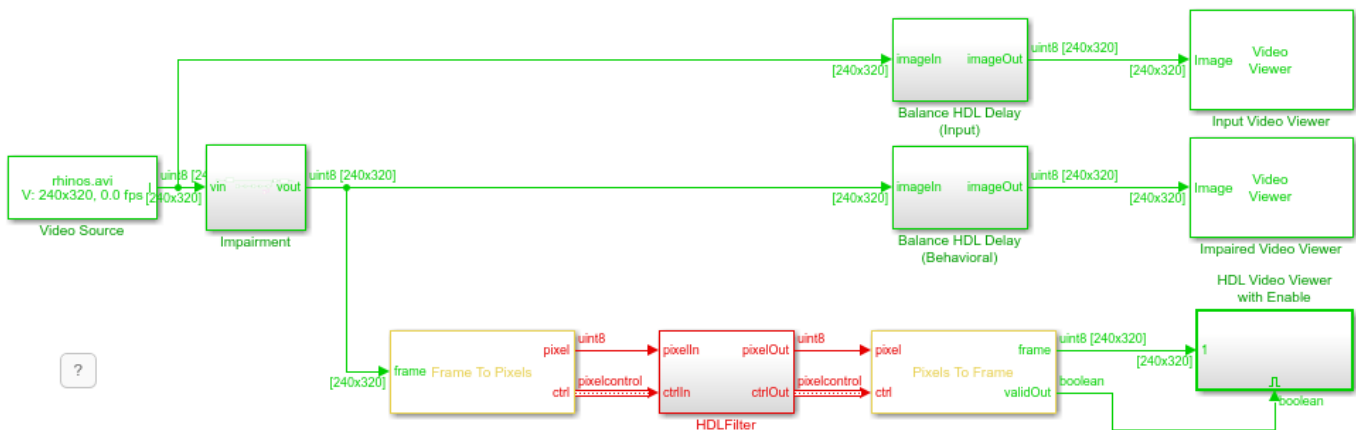 imageIn
imageOut
[240x320]
uint8 [240x320]
[240x320]
Balance HDL Delay
(Input)
Image
Video
Viewer
Input Video Viewer
rhinos.avi
V: 240x320, 0.0 fps
I
uint8
[240x320]
Video Source
vin
vout
Impairment
uint8 [240x320]
imageIn
imageOut
[240x320]
uint8 [240x320]
[240x320]
Balance HDL Delay
(Behavioral)
Image
Video
Viewer
Impaired Video Viewer
HDL Video Viewer
with Enable
?
[240x320]
frame
Frame To Pixels
pixel
ctrl
uint8
pixelcontrol
pixelIn
pixelOut
ctrlIn
ctrlOut
HDLFilter
uint8
pixelcontrol
pixel
ctrl
Pixels To Frame
frame
validOut
uint8 [240x320]
[240x320]
boolean
1
boolean